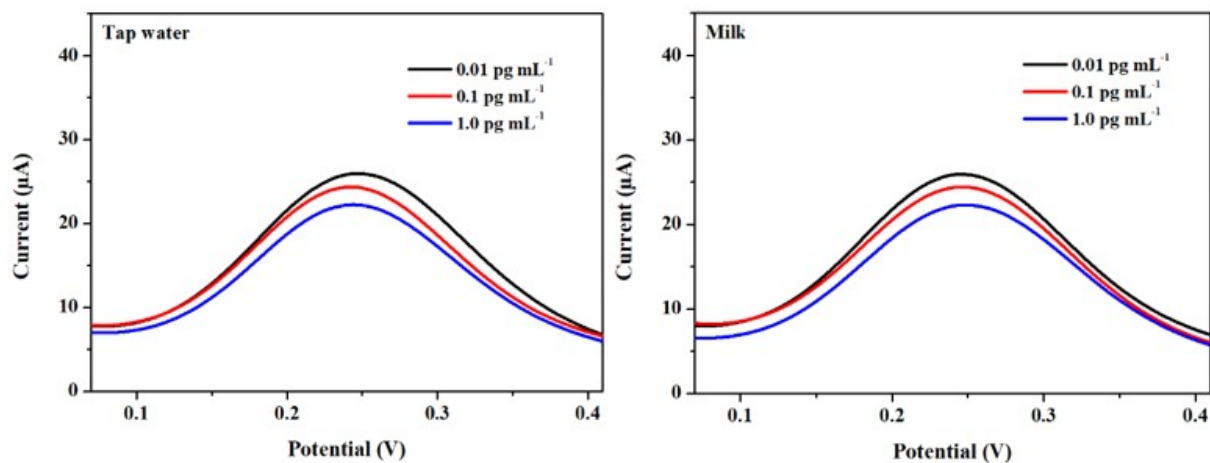 Tap water
0.01 pg mL⁻¹
0.1 pg mL⁻¹
1.0 pg mL⁻¹
Current (µA)
40
30
20
10
0
0.1 0.2 0.3 0.4
Potential (V)
Milk
0.01 pg mL⁻¹
0.1 pg mL⁻¹
1.0 pg mL⁻¹
Current (µA)
40
30
20
10
0
0.1 0.2 0.3 0.4
Potential (V)